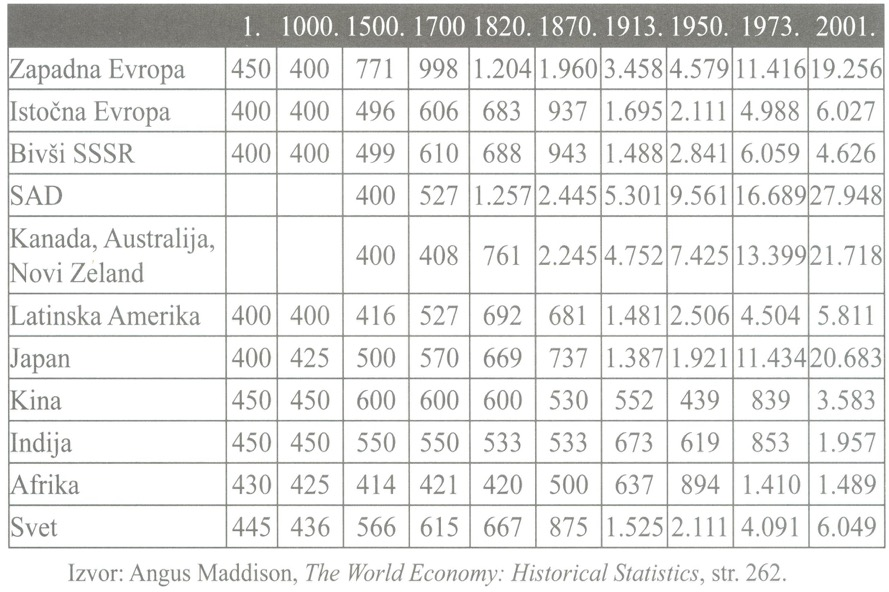 1. 1000. 1500. 1700 1820. 1870. 1913. 1950. 1973. 2001.
Zapadna Evropa 450 400 771 998 1.204 1.960 3.458 4.579 11.416 19.256
Istočna Evropa 400 400 496 606 683 937 1.695 2.111 4.988 6.027
Bivši SSSR 400 400 499 610 688 943 1.488 2.841 6.059 4.626
SAD 400 527 1.257 2.445 5.301 9.561 16.689 27.948
Kanada, Australija,
Novi Zeland 400 408 761 2.245 4.752 7.425 13.399 21.718
Latinska Amerika 400 400 416 527 692 681 1.481 2.506 4.504 5.811
Japan 400 425 500 570 669 737 1.387 1.921 11.434 20.683
Kina 450 450 600 600 600 530 552 439 839 3.583
Indija 450 450 550 550 533 533 673 619 853 1.957
Afrika 430 425 414 421 420 500 637 894 1.410 1.489
Svet 445 436 566 615 667 875 1.525 2.111 4.091 6.049
Izvor: Angus Maddison, The World Economy: Historical Statistics, str. 262.